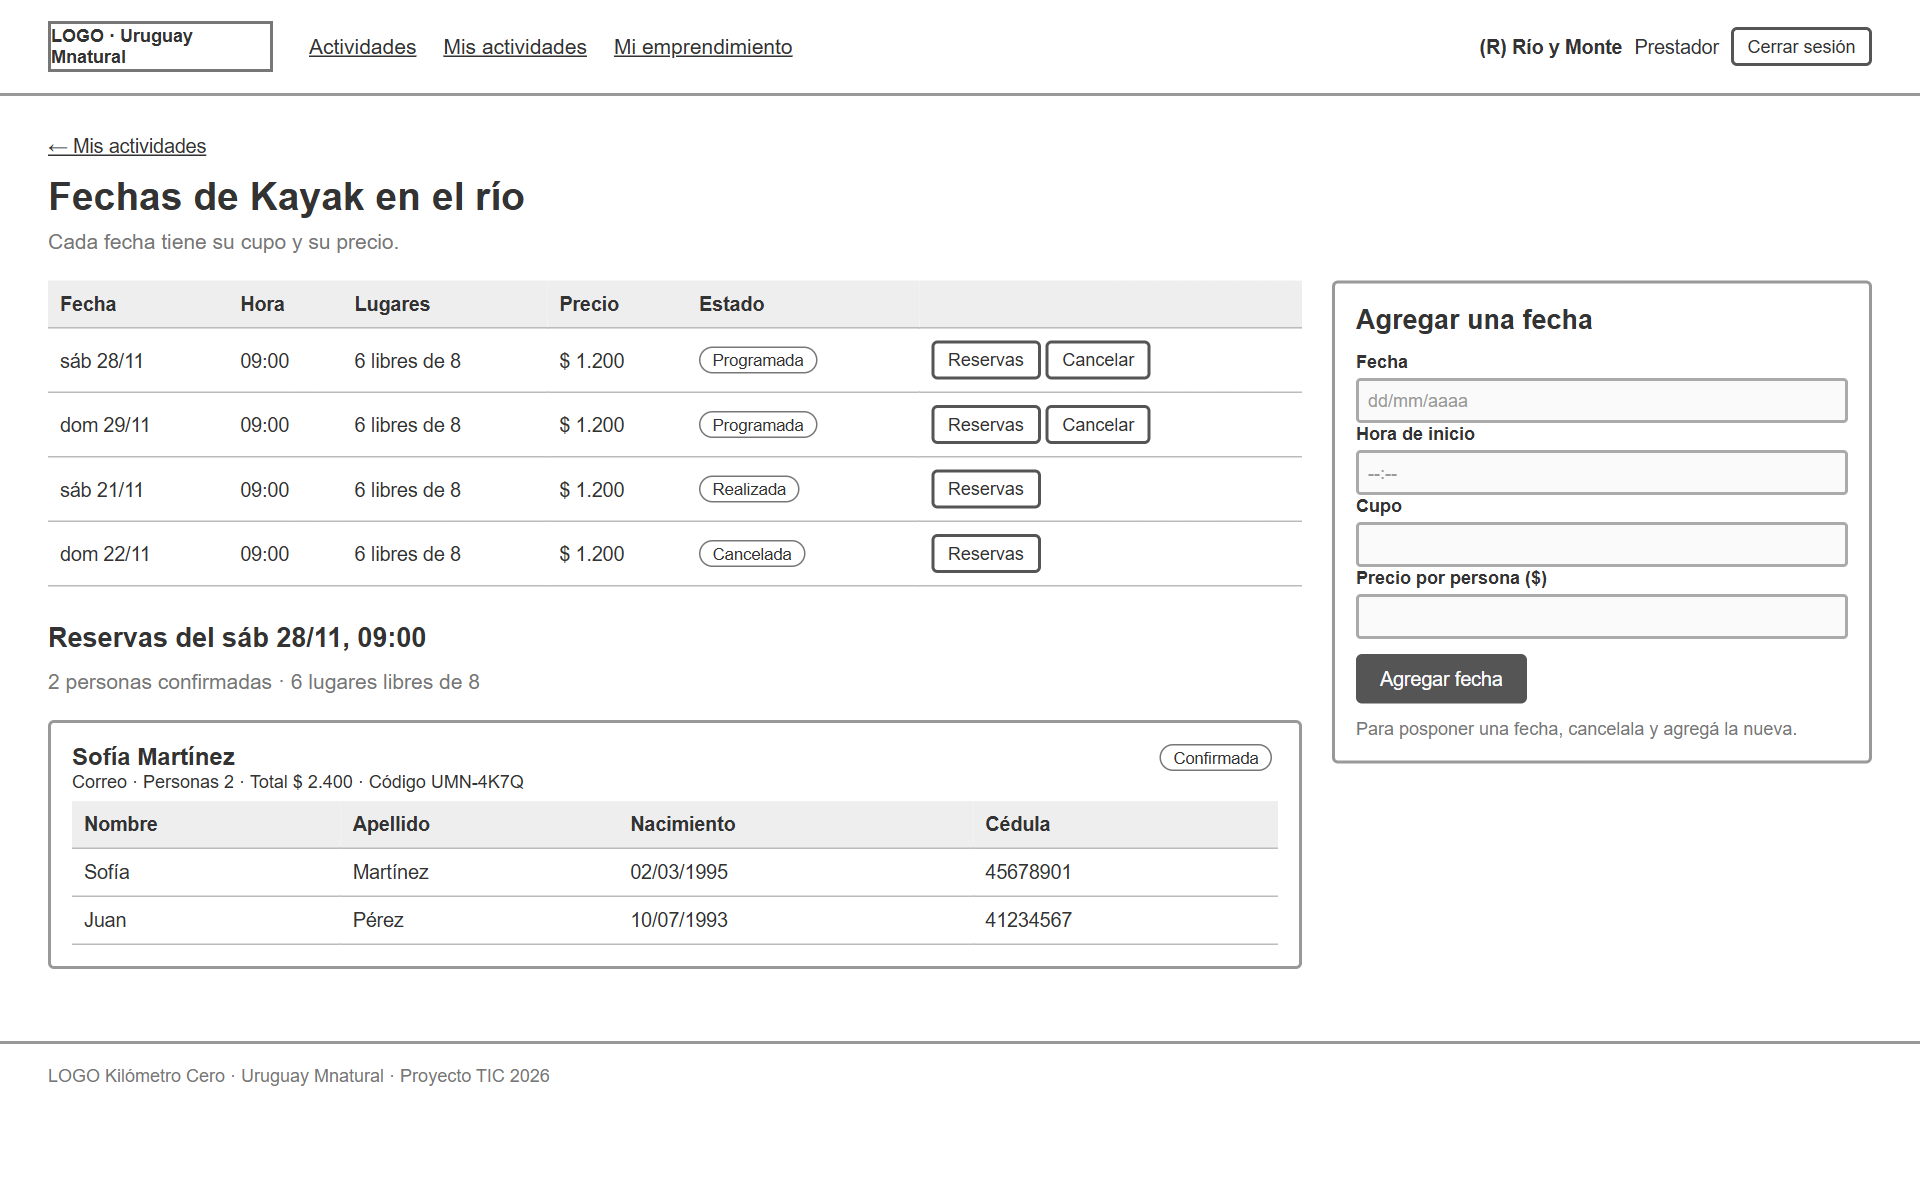 LOGO · Uruguay
Mnatural
Actividades Mis actividades Mi emprendimiento
(R) Río y Monte Prestador Cerrar sesión
← Mis actividades
Fechas de Kayak en el río
Cada fecha tiene su cupo y su precio.
Fecha Hora Lugares Precio Estado
sáb 28/11 09:00 6 libres de 8 $ 1.200 Programada Reservas Cancelar
dom 29/11 09:00 6 libres de 8 $ 1.200 Programada Reservas Cancelar
sáb 21/11 09:00 6 libres de 8 $ 1.200 Realizada Reservas
dom 22/11 09:00 6 libres de 8 $ 1.200 Cancelada Reservas
Reservas del sáb 28/11, 09:00
2 personas confirmadas · 6 lugares libres de 8
Sofía Martínez Confirmada
Correo · Personas 2 · Total $ 2.400 · Código UMN-4K7Q
Nombre Apellido Nacimiento Cédula
Sofía Martínez 02/03/1995 45678901
Juan Pérez 10/07/1993 41234567
Agregar una fecha
Fecha
dd/mm/aaaa
Hora de inicio
--:--
Cupo
Precio por persona ($)
Agregar fecha
Para posponer una fecha, cancelala y agregá la nueva.
LOGO Kilómetro Cero · Uruguay Mnatural · Proyecto TIC 2026